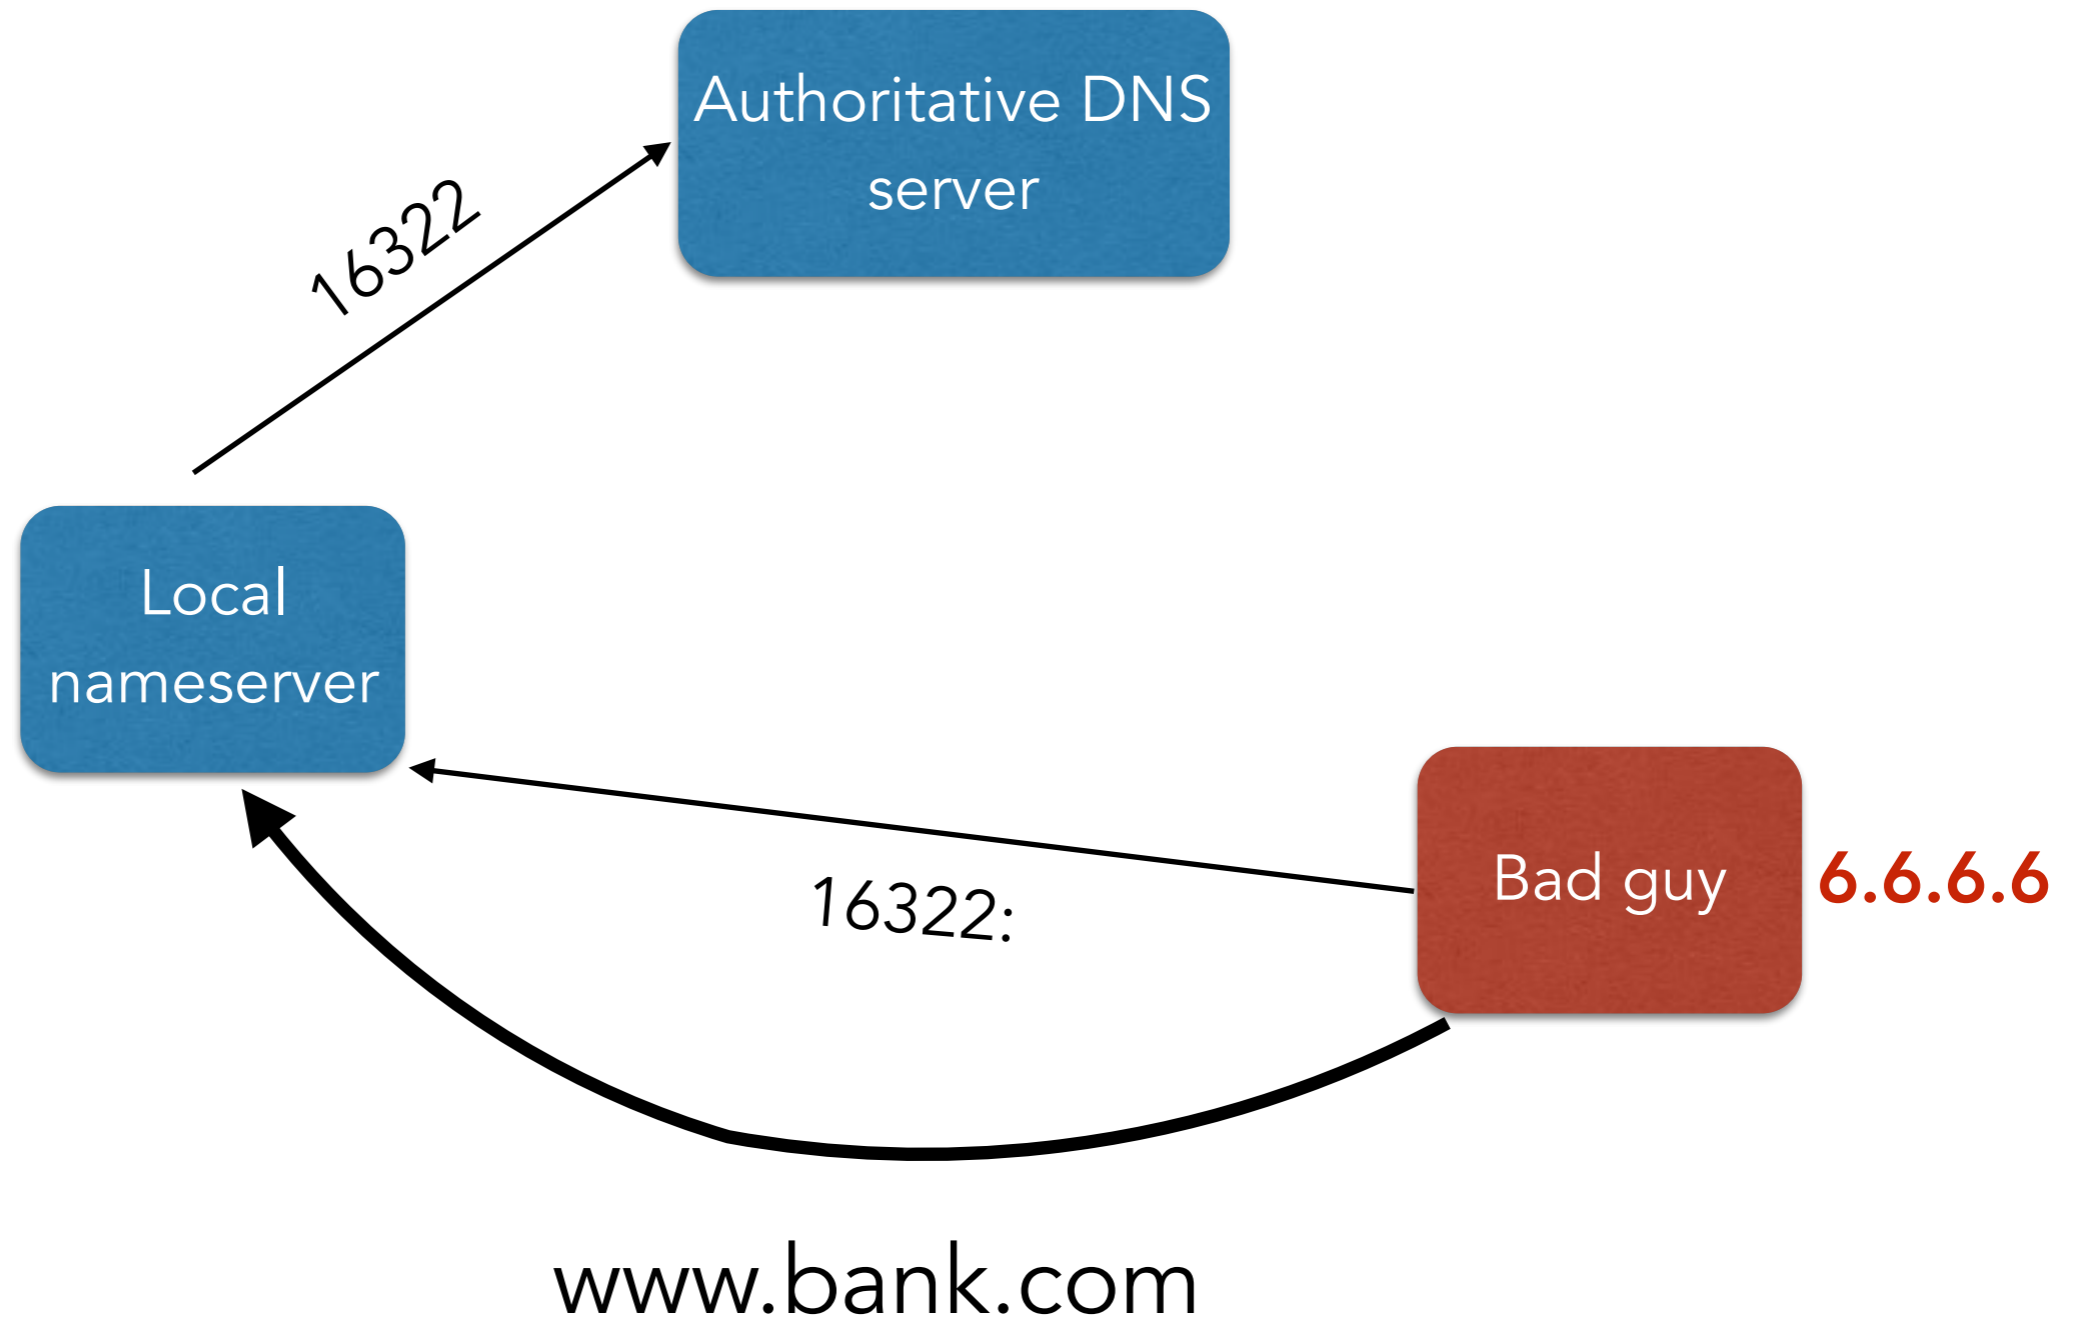 Authoritative DNS
server
16322
Local
nameserver
Bad guy
6.6.6.6
16322:
www.bank.com